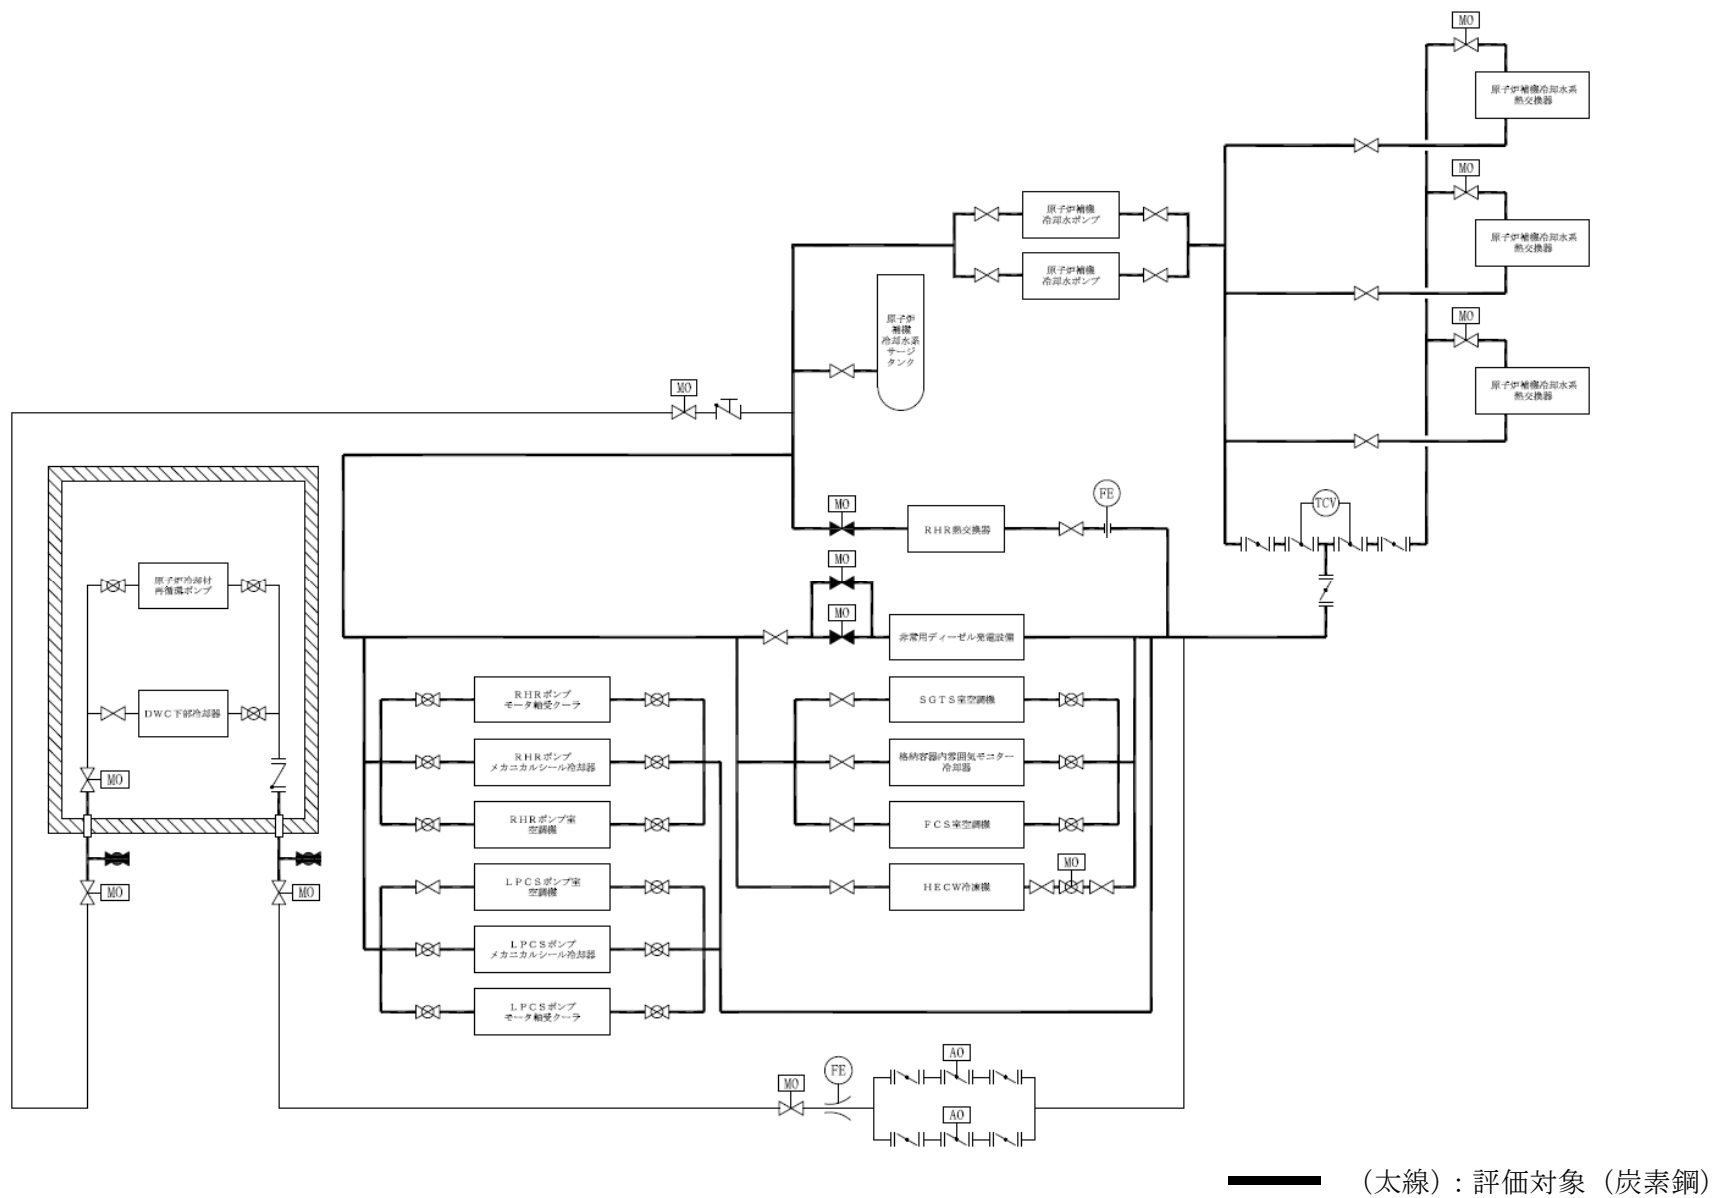 MO
原子炉補機冷却水系
熱交換器
MO
原子炉補機冷却水系
熱交換器
原子炉補機
冷却水ポンプ
原子炉補機
冷却水ポンプ
原子炉
補機
冷却水系
サージ
タンク
MO
原子炉補機冷却水系
熱交換器
MO
MO
RHR熱交換器
FE
TCV
MO
MO
非常用ディーゼル発電設備
原子炉冷却材
再循環ポンプ
DWC下部冷却器
MO
MO
MO
RHRポンプ
モータ軸受クーラ
RHRポンプ
メカニカルシール冷却器
RHRポンプ室
空調機
LPCSポンプ室
空調機
LPCSポンプ
メカニカルシール冷却器
LPCSポンプ
モータ軸受クーラ
SGTS室空調機
格納容器内雰囲気モニター
冷却器
FCS室空調機
HECW冷凍機
MO
MO
FE
AO
AO
(太線):評価対象(炭素鋼)